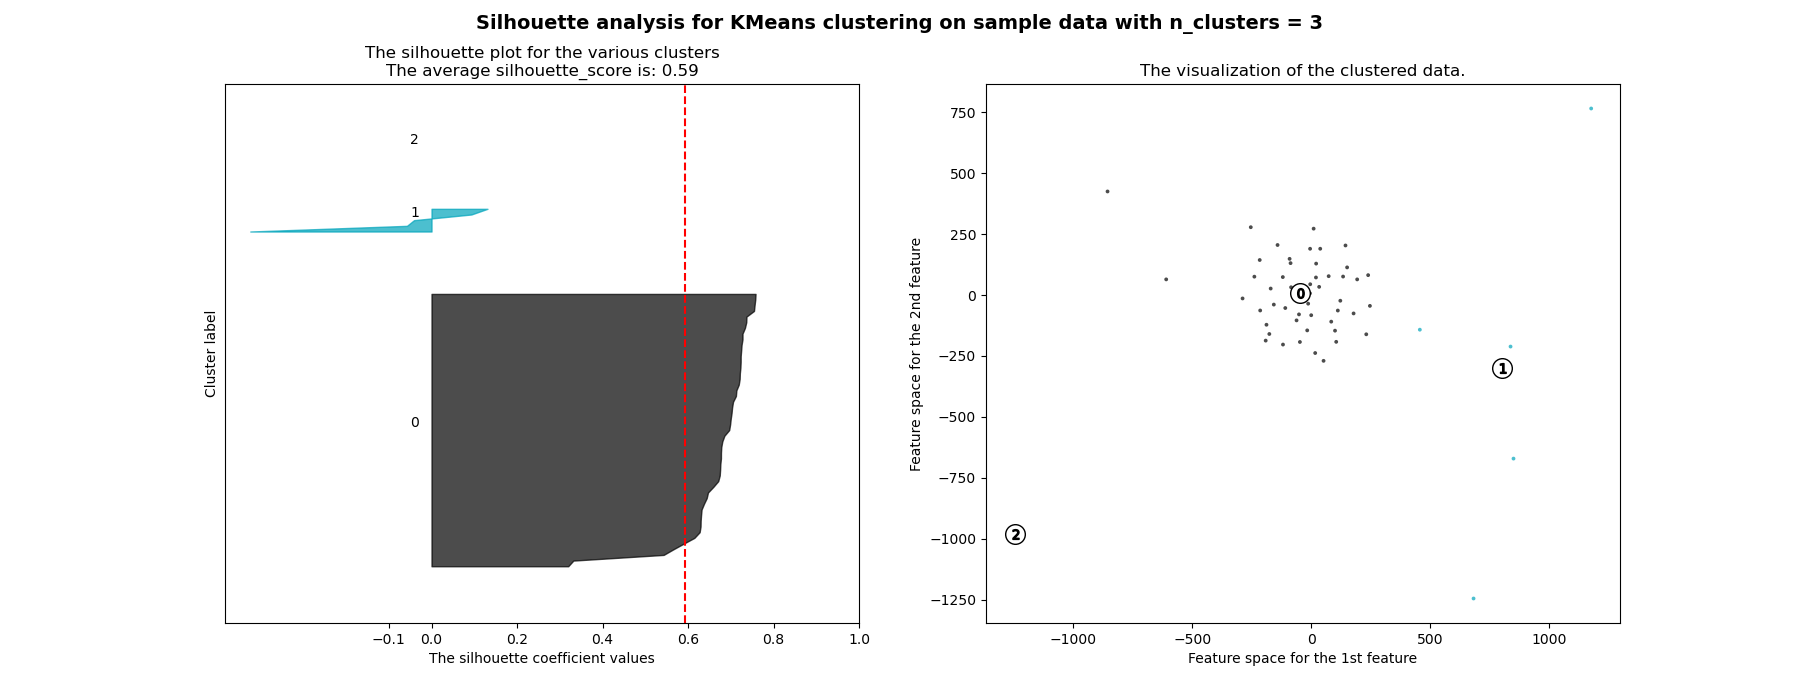 Silhouette analysis for KMeans clustering on sample data with n_clusters = 3
The silhouette plot for the various clusters
The average silhouette_score is: 0.59
2
1
0
Cluster label
−0.1 0.0 0.2 0.4 0.6 0.8 1.0
The silhouette coefficient values
The visualization of the clustered data.
750
500
250
0
−250
−500
−750
−1000
−1250
Feature space for the 2nd feature
0
1
2
−1000 −500 0 500 1000
Feature space for the 1st feature